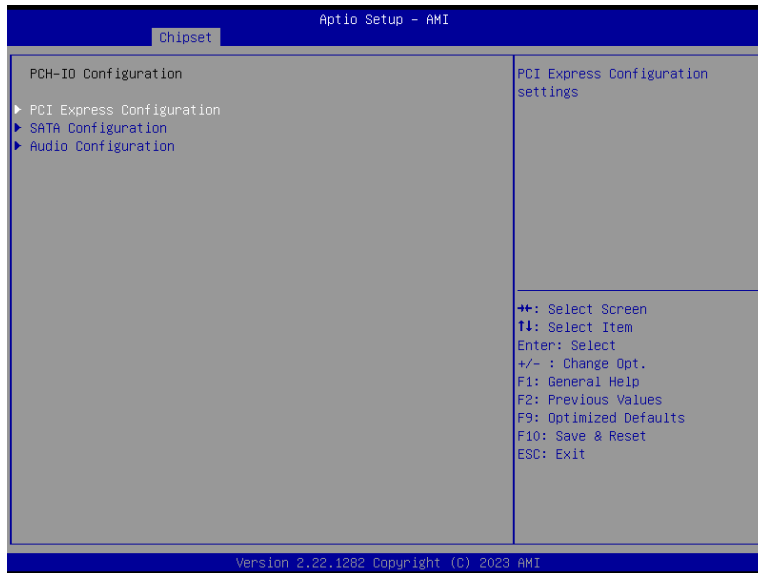 Aptio Setup – AMI
Chipset
PCH-IO Configuration
▶ PCI Express Configuration
▶ SATA Configuration
▶ Audio Configuration
PCI Express Configuration
settings
→←: Select Screen
↑↓: Select Item
Enter: Select
+/- : Change Opt.
F1: General Help
F2: Previous Values
F9: Optimized Defaults
F10: Save & Reset
ESC: Exit
Version 2.22.1282 Copyright (C) 2023 AMI